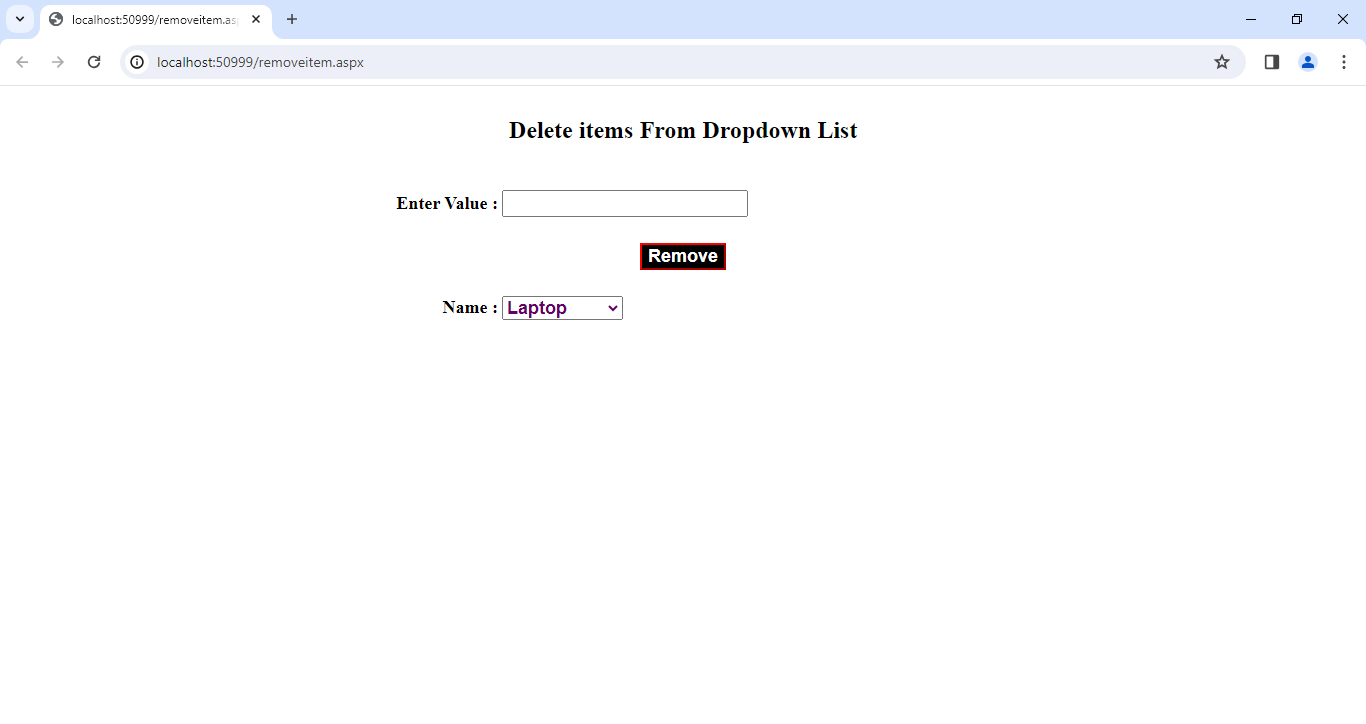 localhost:50999/removeitem.as
localhost:50999/removeitem.aspx
Delete items From Dropdown List
Enter Value :
Remove
Name : Laptop